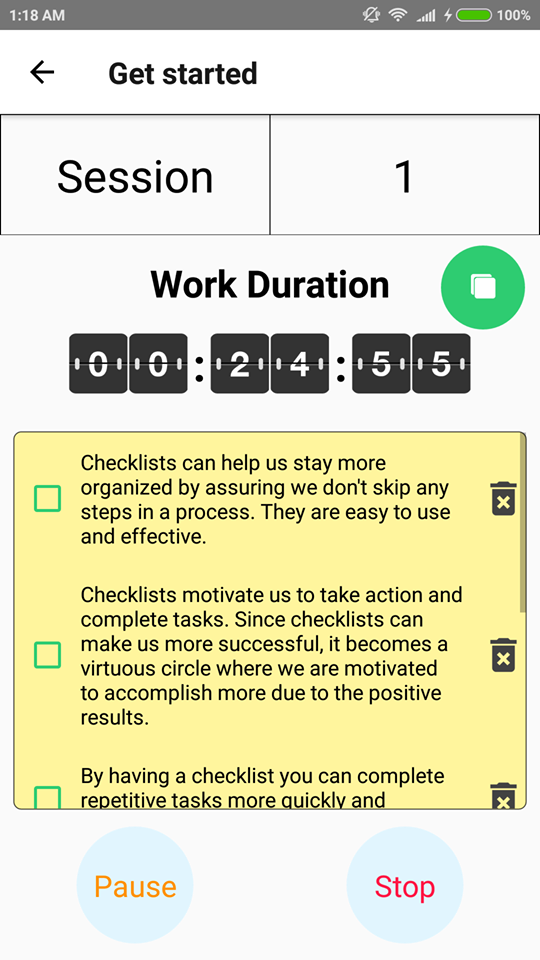 1:18 AM 100%
Get started
Session 1
Work Duration
00:24:55
Checklists can help us stay more
organized by assuring we don't skip any
steps in a process. They are easy to use
and effective.
Checklists motivate us to take action and
complete tasks. Since checklists can
make us more successful, it becomes a
virtuous circle where we are motivated
to accomplish more due to the positive
results.
By having a checklist you can complete
repetitive tasks more quickly and
Pause Stop